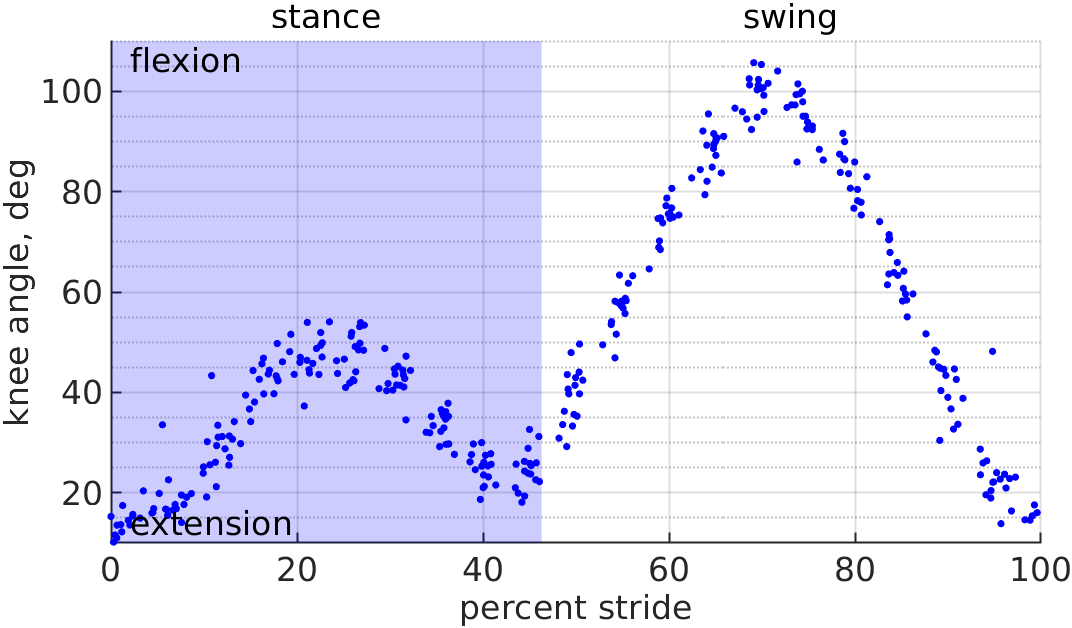 stance swing
flexion
100
80
60
40
20
knee angle, deg
extension
0 20 40 60 80 100
percent stride